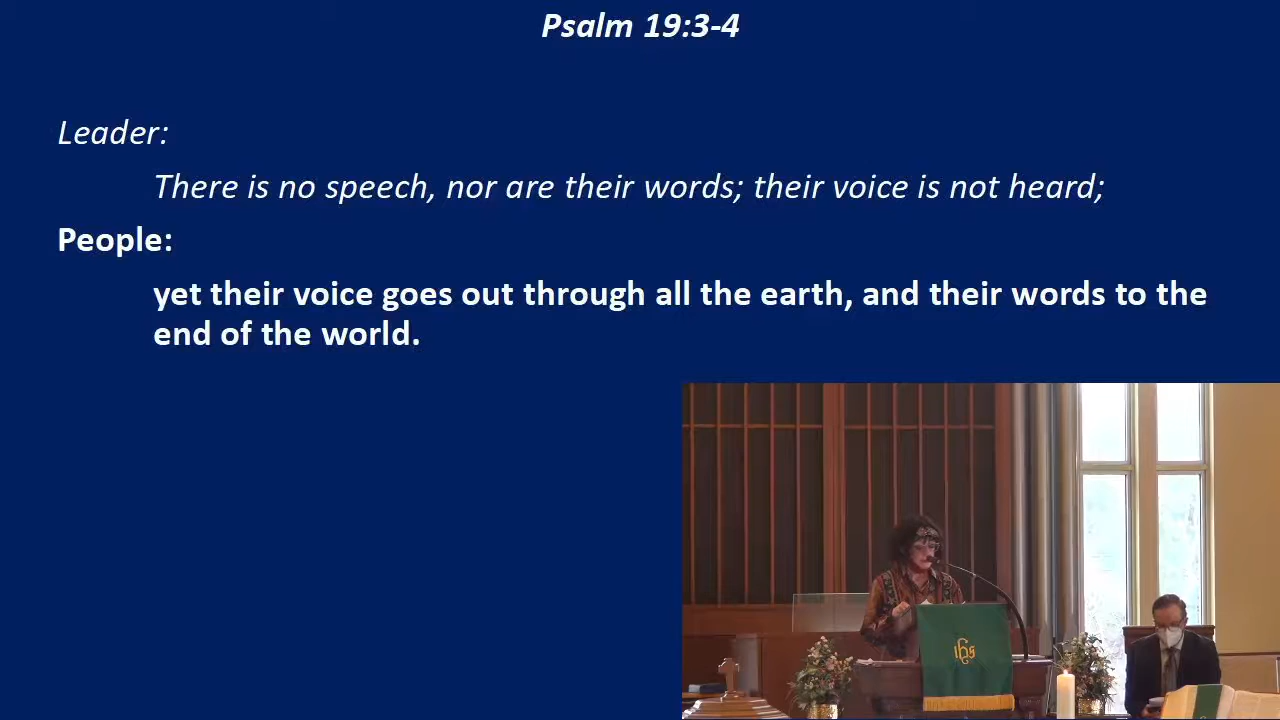 Psalm 19:3-4
Leader:
There is no speech, nor are their words; their voice is not heard;
People:
yet their voice goes out through all the earth, and their words to the
end of the world.
IHS